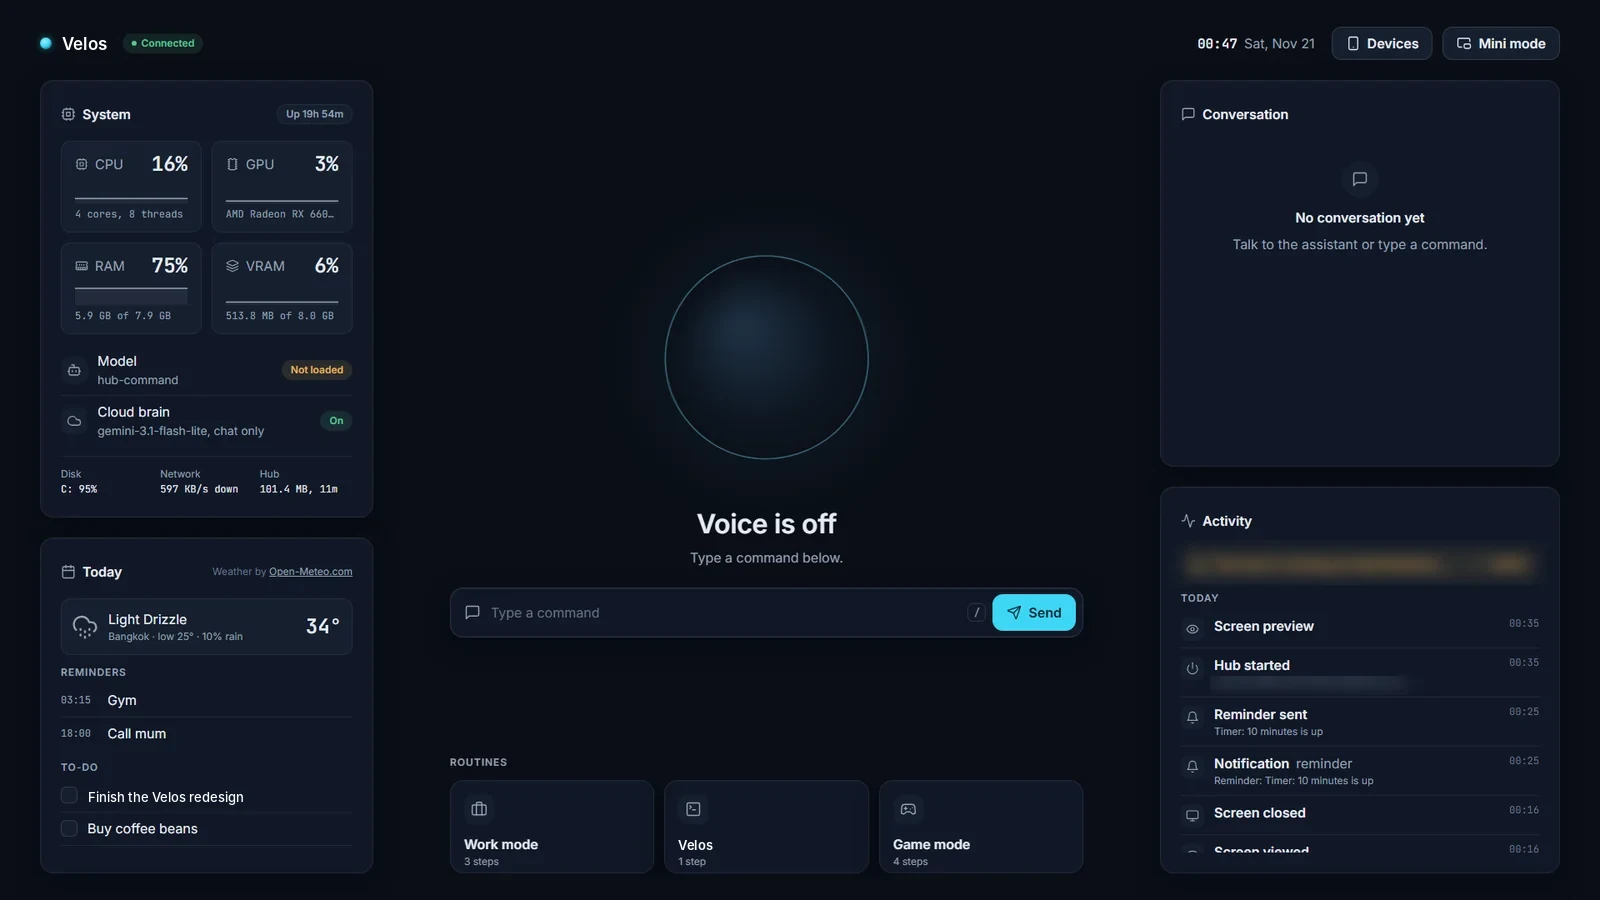 Velos
Connected
00:47 Sat, Nov 21
Devices
Mini mode
System
Up 19h 54m
CPU 16%
4 cores, 8 threads
GPU 3%
AMD Radeon RX 660…
RAM 75%
5.9 GB of 7.9 GB
VRAM 6%
513.8 MB of 8.0 GB
Model
hub-command
Not loaded
Cloud brain
gemini-3.1-flash-lite, chat only
On
Disk
C: 95%
Network
597 KB/s down
Hub
101.4 MB, 11m
Today
Weather by Open-Meteo.com
Light Drizzle
Bangkok · low 25° · 10% rain
34°
REMINDERS
03:15 Gym
18:00 Call mum
TO-DO
Finish the Velos redesign
Buy coffee beans
Voice is off
Type a command below.
Type a command
/
Send
ROUTINES
Work mode
3 steps
Velos
1 step
Game mode
4 steps
Conversation
No conversation yet
Talk to the assistant or type a command.
Activity
TODAY
Screen preview 00:35
Hub started 00:35
Reminder sent 00:25
Timer: 10 minutes is up
Notification reminder 00:25
Reminder: Timer: 10 minutes is up
Screen closed 00:16
Screen viewed 00:16